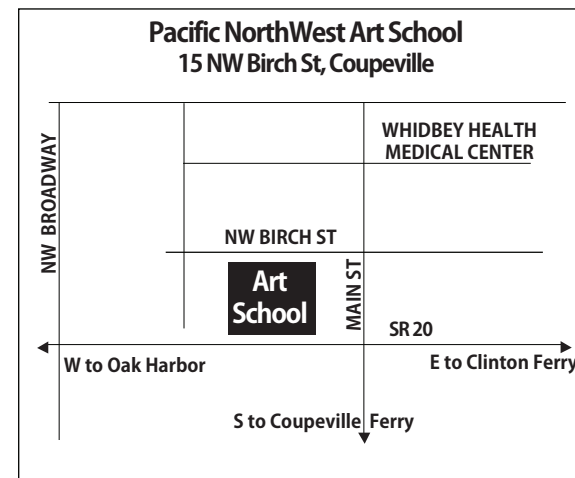 Pacific NorthWest Art School
15 NW Birch St, Coupeville
WHIDBEY HEALTH
MEDICAL CENTER
NW BROADWAY
NW BIRCH ST
Art
School
MAIN ST
SR 20
W to Oak Harbor
E to Clinton Ferry
S to Coupeville Ferry